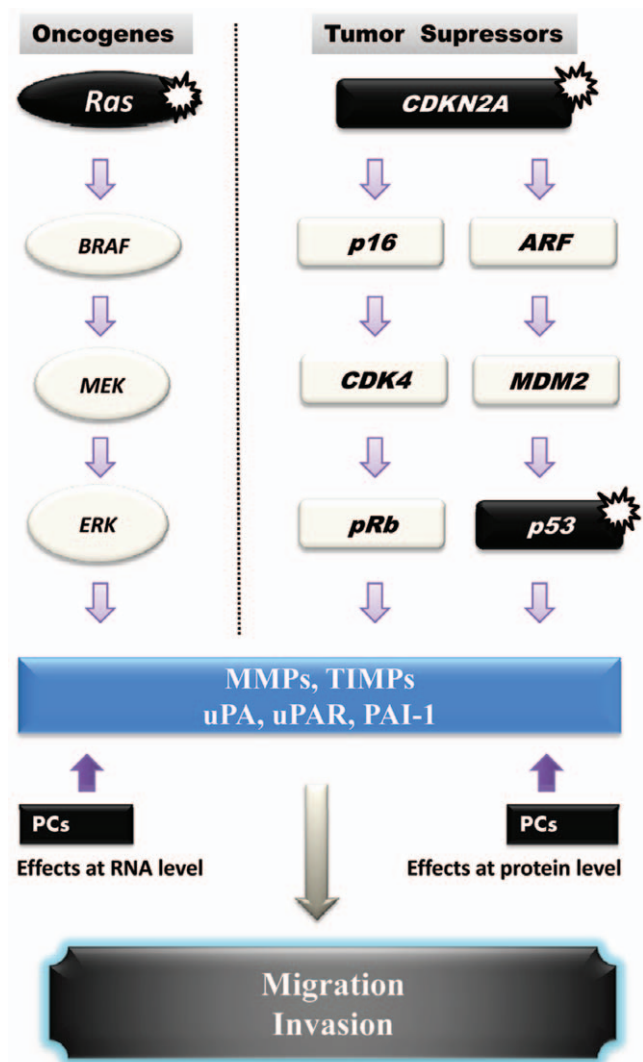 Oncogenes
Tumor Supressors
Ras
CDKN2A
BRAF
p16
ARF
MEK
CDK4
MDM2
ERK
pRb
p53
MMPs, TIMPs
uPA, uPAR, PAI-1
PCs
PCs
Effects at RNA level
Effects at protein level
Migration
Invasion